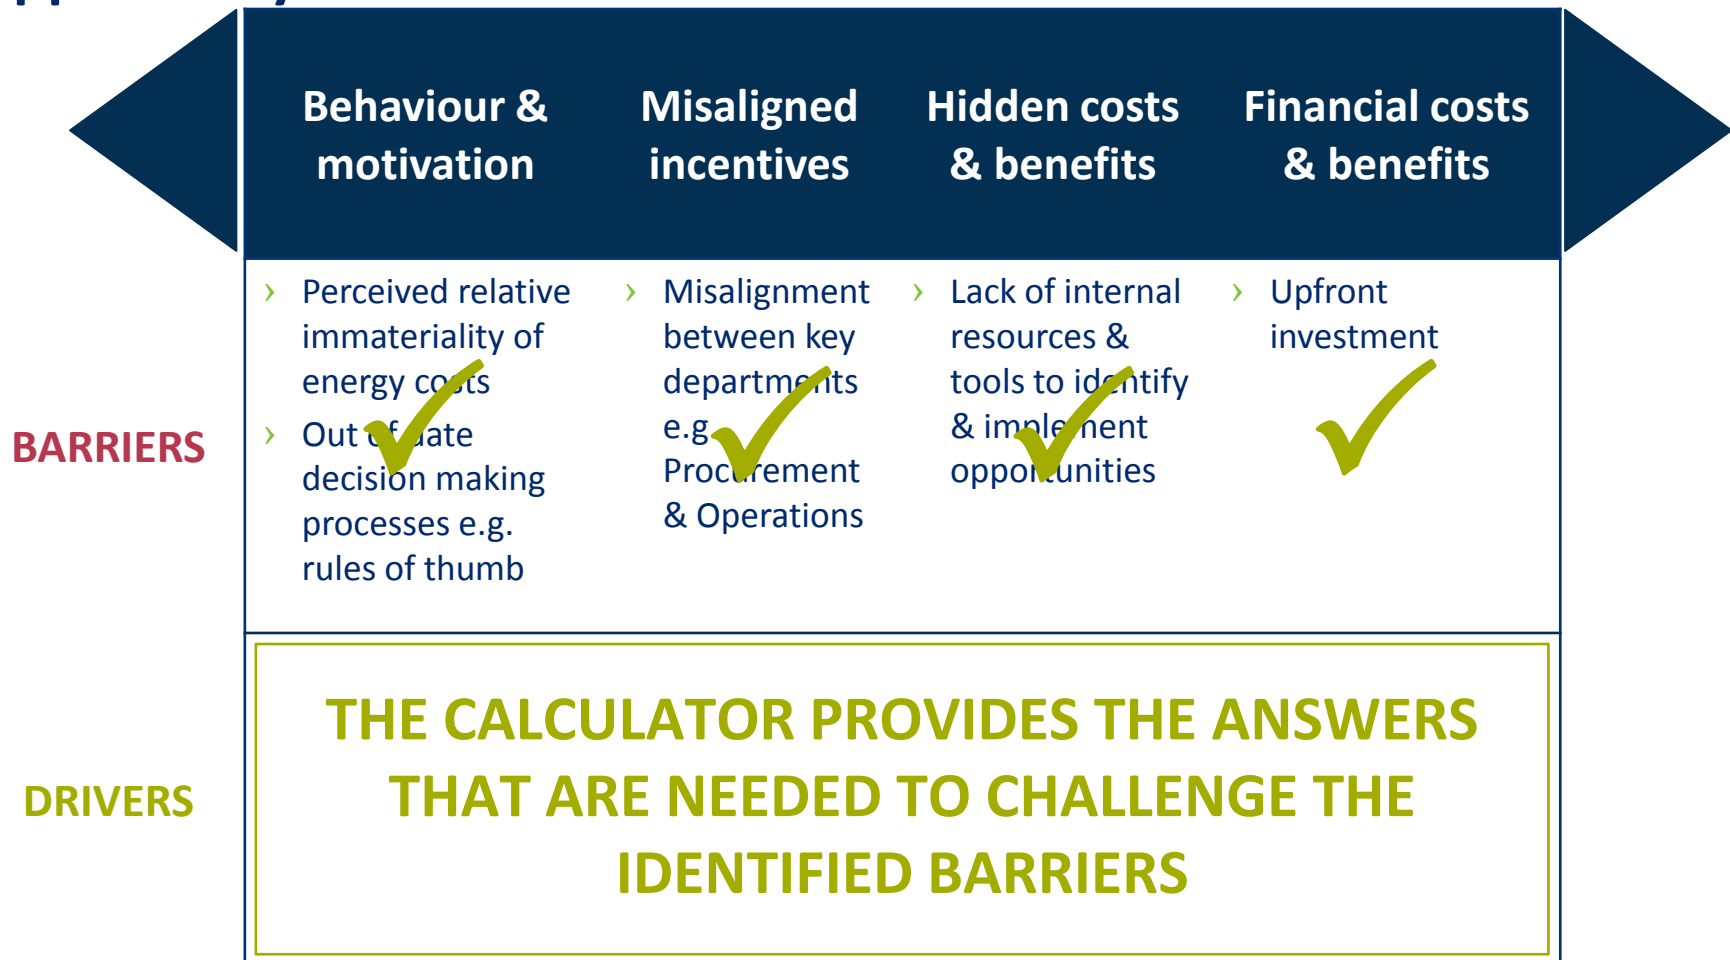 Behaviour &
motivation
Misaligned
incentives
Hidden costs
& benefits
Financial costs
& benefits
BARRIERS
› Perceived relative
immateriality of
energy costs
› Out of date
decision making
processes e.g.
rules of thumb
› Misalignment
between key
departments
e.g.
Procurement
& Operations
› Lack of internal
resources &
tools to identify
& implement
opportunities
› Upfront
investment
DRIVERS
THE CALCULATOR PROVIDES THE ANSWERS
THAT ARE NEEDED TO CHALLENGE THE
IDENTIFIED BARRIERS